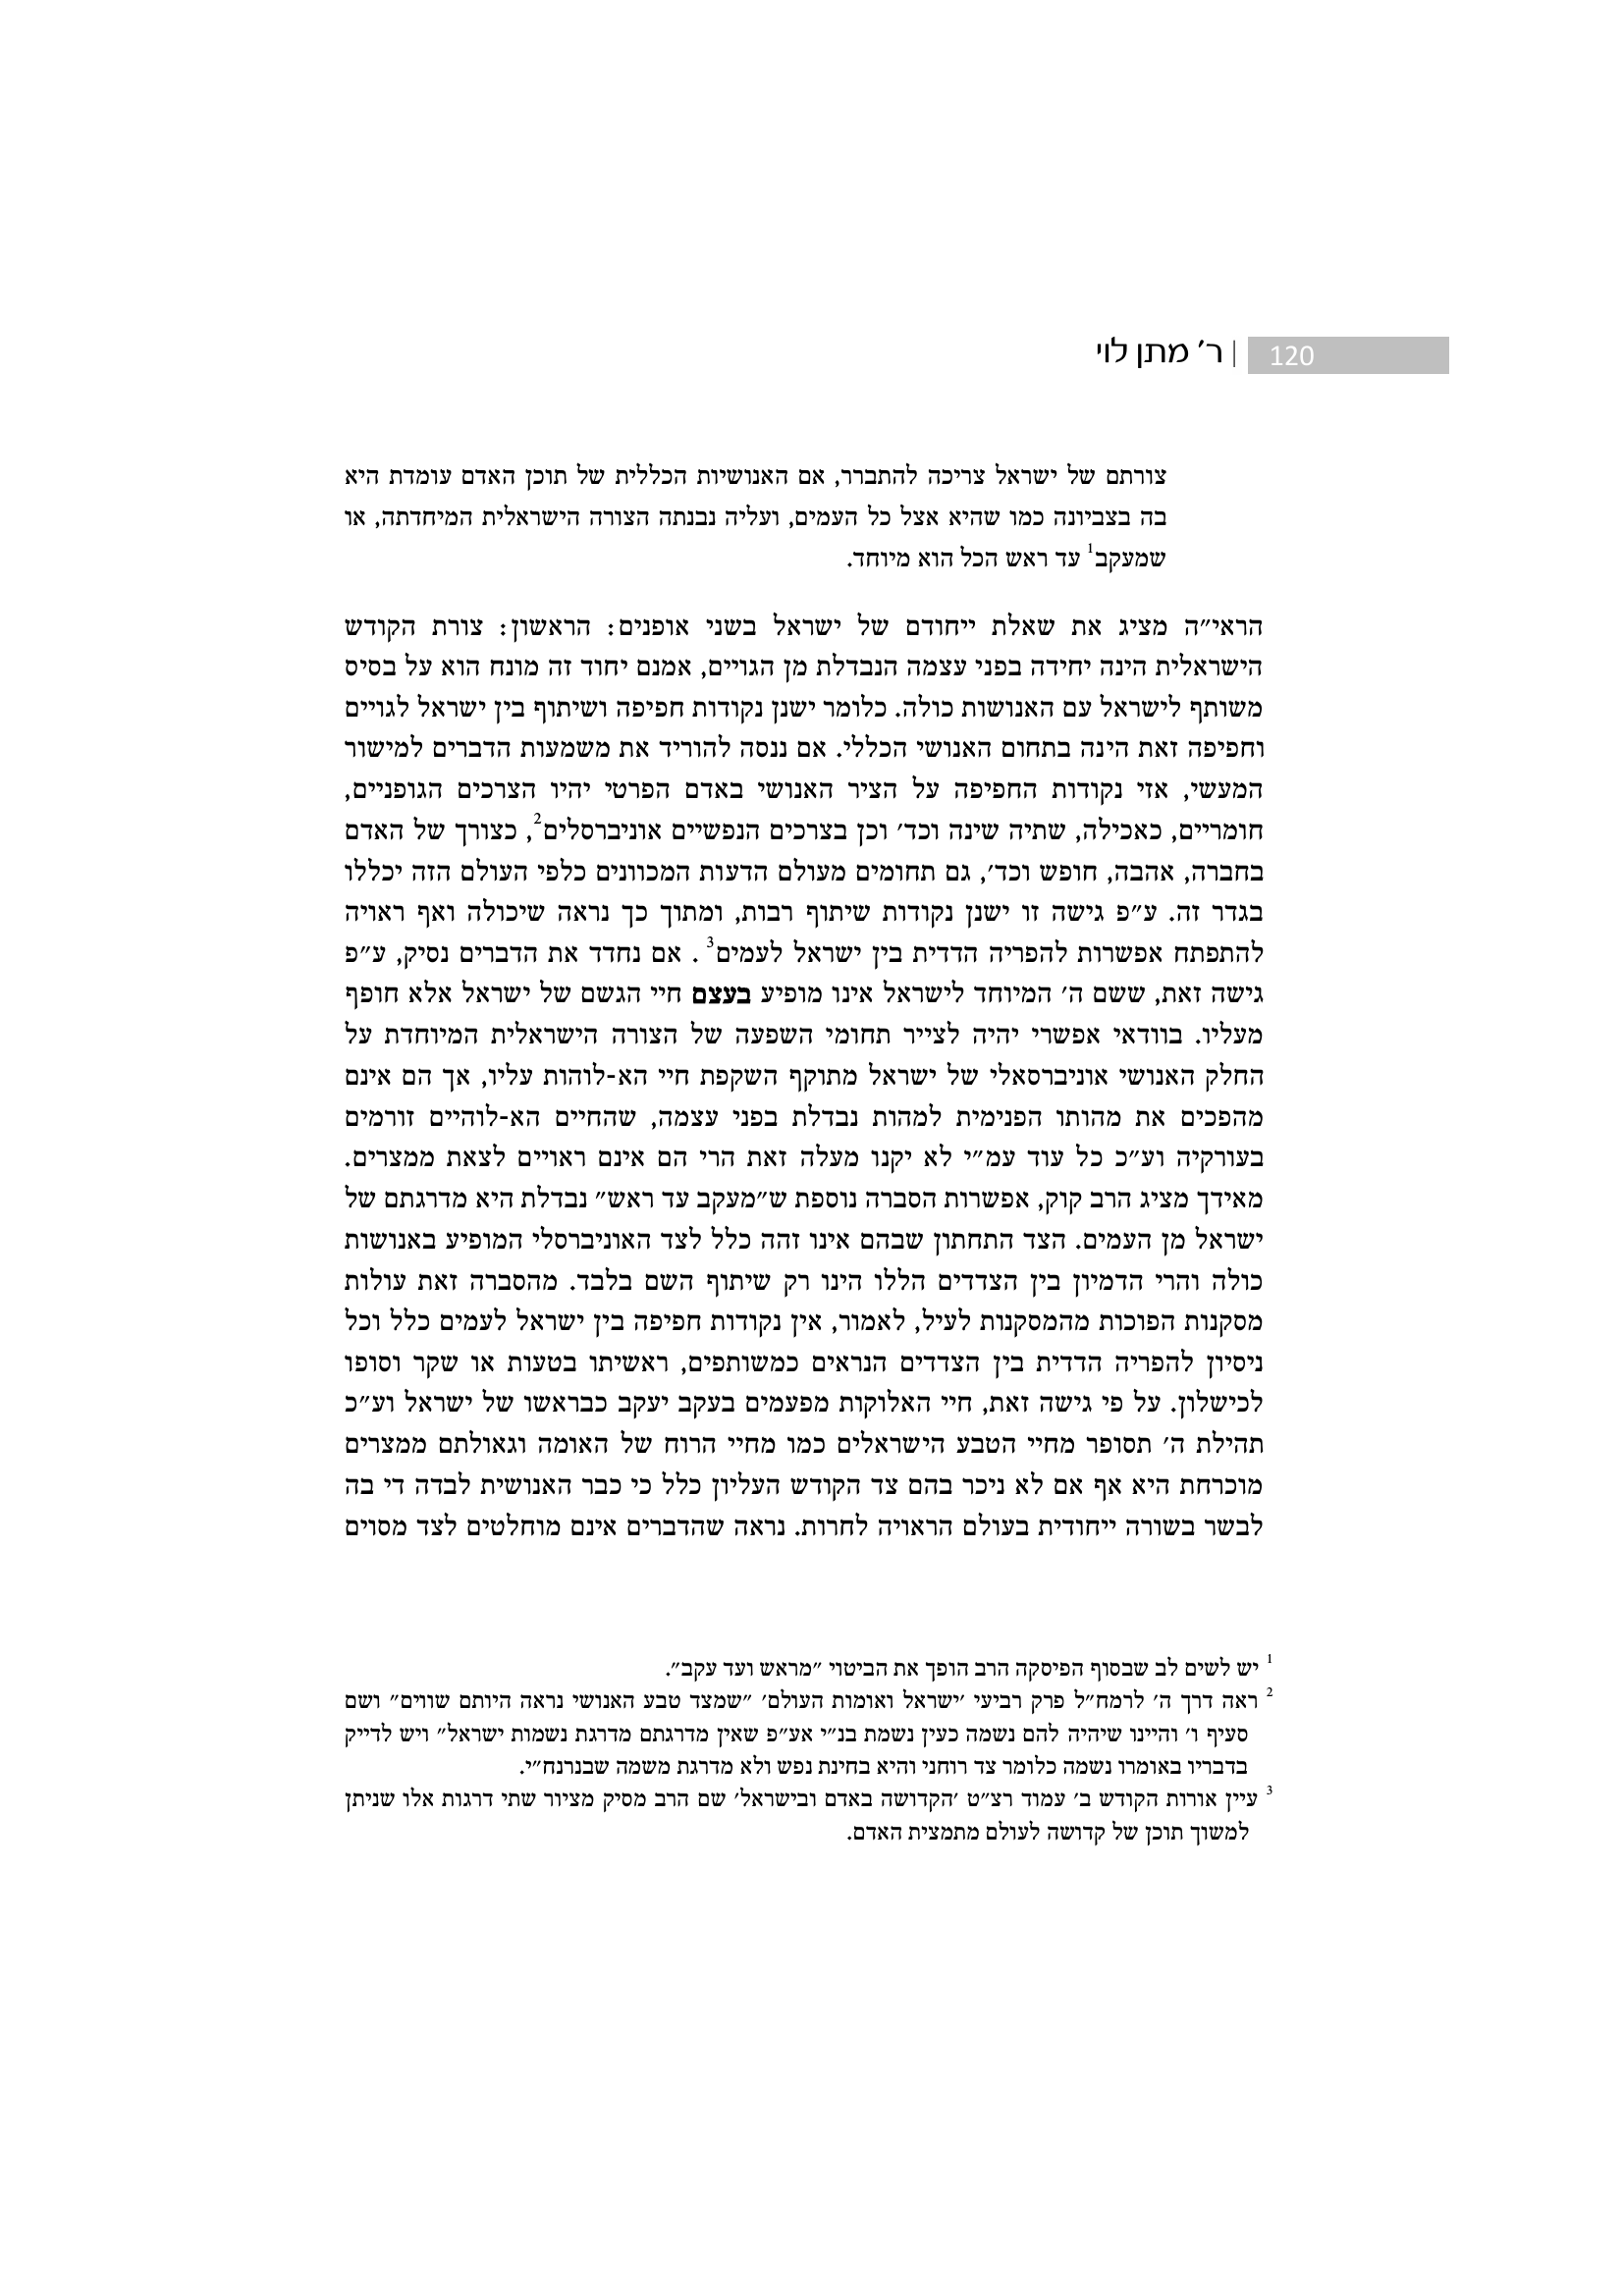 120 | ר׳ מתן לוי
צורתם של ישראל צריכה להתברר, אם האנושיות הכללית של תוכן האדם עומדת היא
בה בצביונה כמו שהיא אצל כל העמים, ועליה נבנתה הצורה הישראלית המיחדתה, או
שמעקב1 עד ראש הכל הוא מיוחד.
הראי״ה מציג את שאלת ייחודם של ישראל בשני אופנים: הראשון: צורת הקודש
הישראלית הינה יחידה בפני עצמה הנבדלת מן הגויים, אמנם יחוד זה מונח הוא על בסיס
משותף לישראל עם האנושות כולה. כלומר ישנן נקודות חפיפה ושיתוף בין ישראל לגויים
וחפיפה זאת הינה בתחום האנושי הכללי. אם ננסה להוריד את משמעות הדברים למישור
המעשי, אזי נקודות החפיפה על הציר האנושי באדם הפרטי יהיו הצרכים הגופניים,
חומריים, כאכילה, שתיה שינה וכד׳ וכן בצרכים הנפשיים אוניברסלים2, כצורך של האדם
בחברה, אהבה, חופש וכד׳, גם תחומים מעולם הדעות המכוונים כלפי העולם הזה יכללו
בגדר זה. ע״פ גישה זו ישנן נקודות שיתוף רבות, ומתוך כך נראה שיכולה ואף ראויה
להתפתח אפשרות להפריה הדדית בין ישראל לעמים3 . אם נחדד את הדברים נסיק, ע״פ
גישה זאת, ששם ה׳ המיוחד לישראל אינו מופיע בעצם חיי הגשם של ישראל אלא חופף
מעליו. בוודאי אפשרי יהיה לצייר תחומי השפעה של הצורה הישראלית המיוחדת על
החלק האנושי אוניברסאלי של ישראל מתוקף השקפת חיי הא-לוהות עליו, אך הם אינם
מהפכים את מהותו הפנימית למהות נבדלת בפני עצמה, שהחיים הא-לוהיים זורמים
בעורקיה וע״כ כל עוד עמ״י לא יקנו מעלה זאת הרי הם אינם ראויים לצאת ממצרים.
מאידך מציג הרב קוק, אפשרות הסברה נוספת ש״מעקב עד ראש״ נבדלת היא מדרגתם של
ישראל מן העמים. הצד התחתון שבהם אינו זהה כלל לצד האוניברסלי המופיע באנושות
כולה והרי הדמיון בין הצדדים הללו הינו רק שיתוף השם בלבד. מהסברה זאת עולות
מסקנות הפוכות מהמסקנות לעיל, לאמור, אין נקודות חפיפה בין ישראל לעמים כלל וכל
ניסיון להפריה הדדית בין הצדדים הנראים כמשותפים, ראשיתו בטעות או שקר וסופו
לכישלון. על פי גישה זאת, חיי האלוקות מפעמים בעקב יעקב כבראשו של ישראל וע״כ
תהילת ה׳ תסופר מחיי הטבע הישראלים כמו מחיי הרוח של האומה וגאולתם ממצרים
מוכרחת היא אף אם לא ניכר בהם צד הקודש העליון כלל כי כבר האנושית לבדה די בה
לבשר בשורה ייחודית בעולם הראויה לחרות. נראה שהדברים אינם מוחלטים לצד מסוים
1 יש לשים לב שבסוף הפיסקה הרב הופך את הביטוי ״מראש ועד עקב״.
2 ראה דרך ה׳ לרמח״ל פרק רביעי ׳ישראל ואומות העולם׳ ״שמצד טבע האנושי נראה היותם שווים״ ושם
סעיף ו׳ והיינו שיהיה להם נשמה כעין נשמת בנ״י אע״פ שאין מדרגתם מדרגת נשמות ישראל״ ויש לדייק
בדבריו באומרו נשמה כלומר צד רוחני והיא בחינת נפש ולא מדרגת משמה שבנרנח״י.
3 עיין אורות הקודש ב׳ עמוד רצ״ט ׳הקדושה באדם ובישראל׳ שם הרב מסיק מציור שתי דרגות אלו שניתן
למשוך תוכן של קדושה לעולם מתמצית האדם.